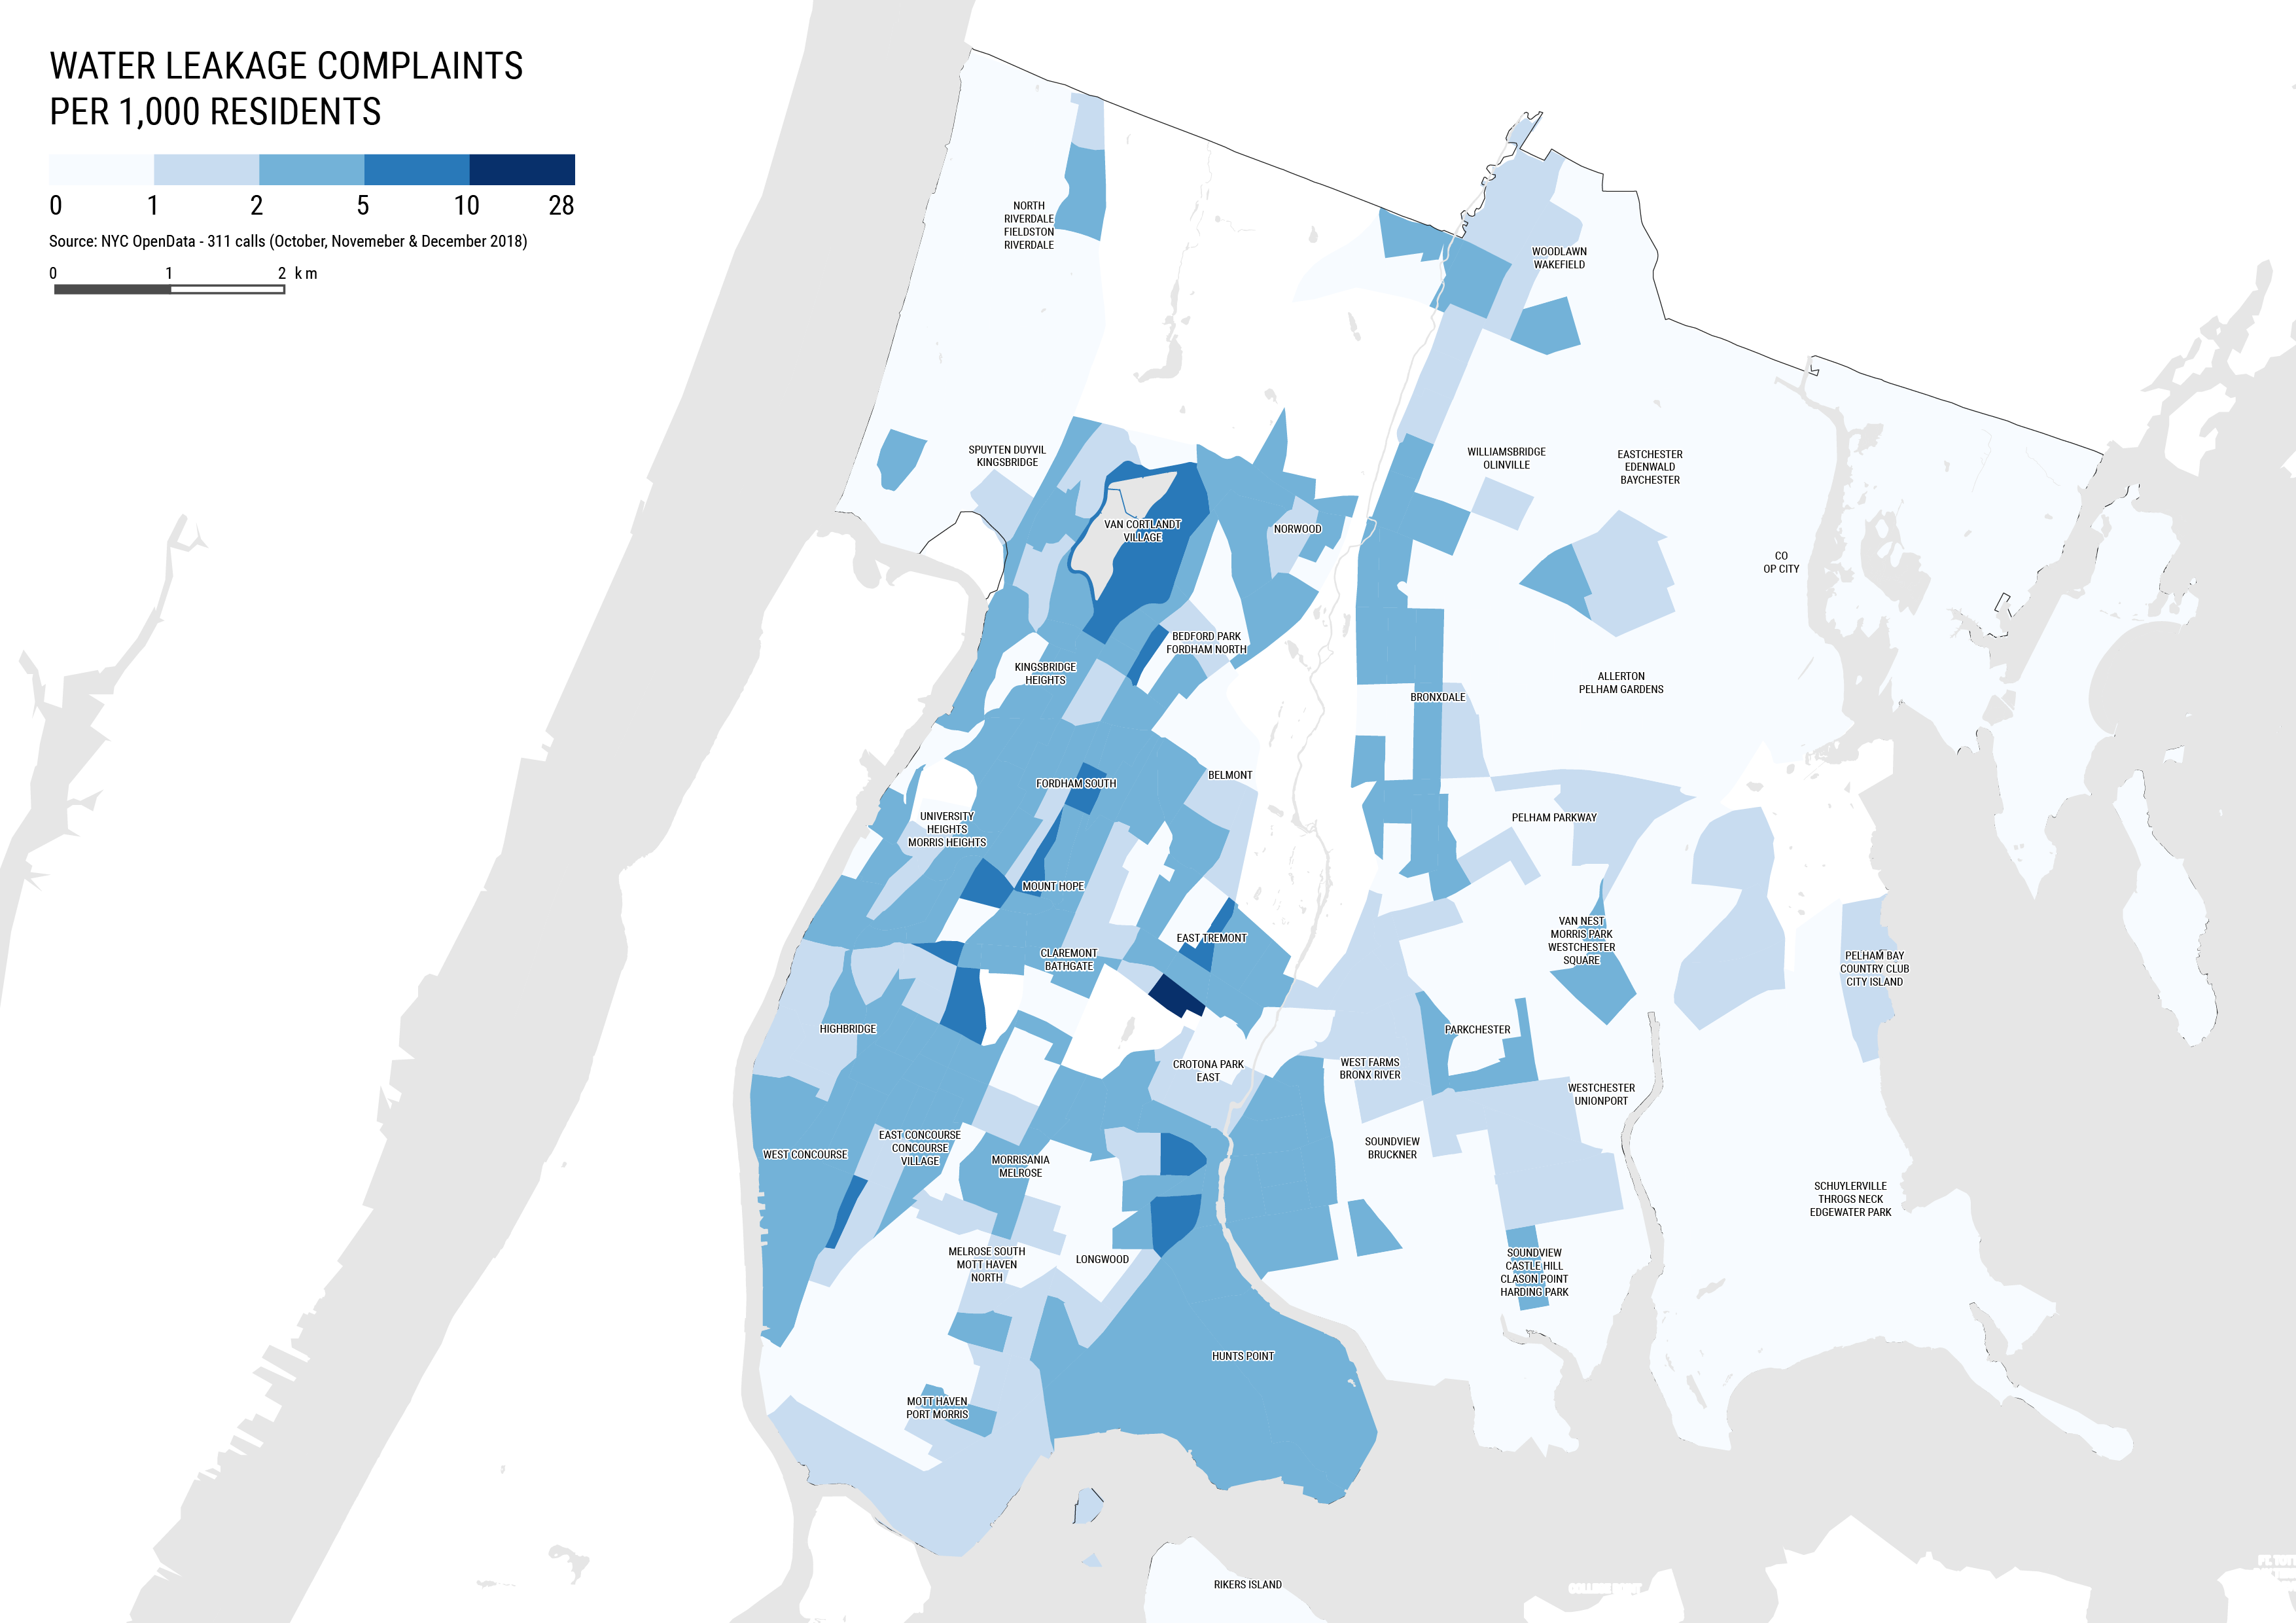 WATER LEAKAGE COMPLAINTS
PER 1,000 RESIDENTS
0 1 2 5 10 28
Source: NYC OpenData - 311 calls (October, Novemeber & December 2018)
0 1 2 km
NORTH
RIVERDALE
FIELDSTON
RIVERDALE
WOODLAWN
WAKEFIELD
SPUYTEN DUYVIL
KINGSBRIDGE
WILLIAMSBRIDGE
OLINVILLE
EASTCHESTER
EDENWALD
BAYCHESTER
VAN CORTLANDT
VILLAGE
NORWOOD
CO
OP CITY
BEDFORD PARK
FORDHAM NORTH
KINGSBRIDGE
HEIGHTS
ALLERTON
PELHAM GARDENS
BRONXDALE
FORDHAM SOUTH
BELMONT
UNIVERSITY
HEIGHTS
MORRIS HEIGHTS
PELHAM PARKWAY
MOUNT HOPE
EAST TREMONT
VAN NEST
MORRIS PARK
WESTCHESTER
SQUARE
CLAREMONT
BATHGATE
PELHAM BAY
COUNTRY CLUB
CITY ISLAND
HIGHBRIDGE
PARKCHESTER
CROTONA PARK
EAST
WEST FARMS
BRONX RIVER
WESTCHESTER
UNIONPORT
EAST CONCOURSE
CONCOURSE
VILLAGE
WEST CONCOURSE
MORRISANIA
MELROSE
SOUNDVIEW
BRUCKNER
SCHUYLERVILLE
THROGS NECK
EDGEWATER PARK
MELROSE SOUTH
MOTT HAVEN
NORTH
LONGWOOD
SOUNDVIEW
CASTLE HILL
CLASON POINT
HARDING PARK
HUNTS POINT
MOTT HAVEN
PORT MORRIS
RIKERS ISLAND
COLLEGE POINT